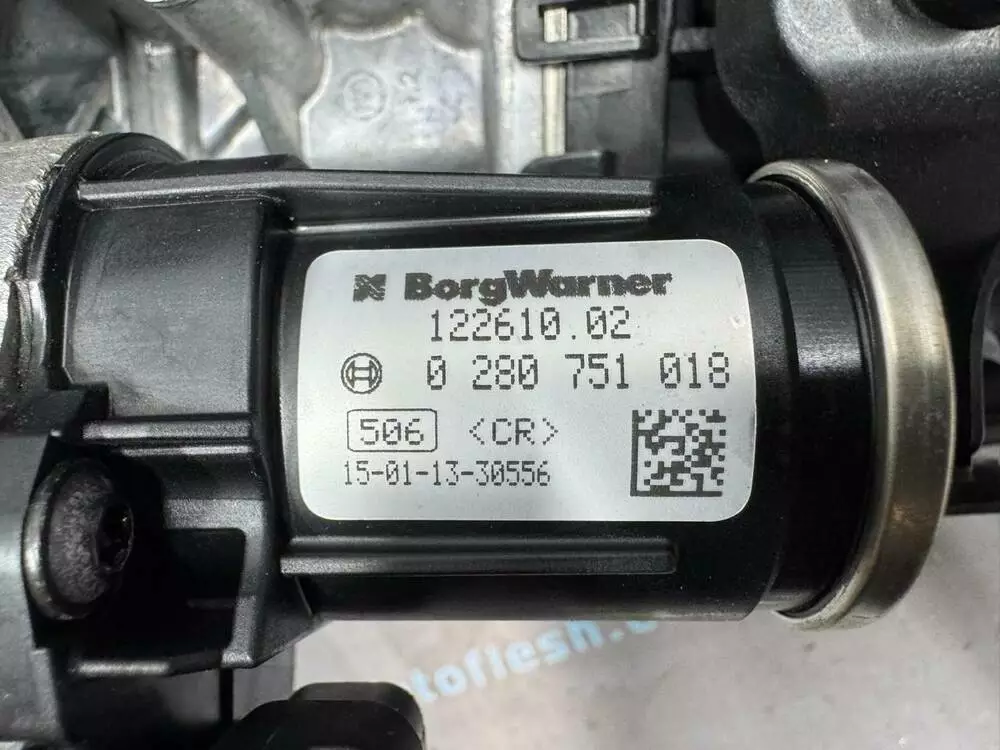 BorgWarner
122610.02
0 280 751 018
506 <CR>
15-01-13-30556